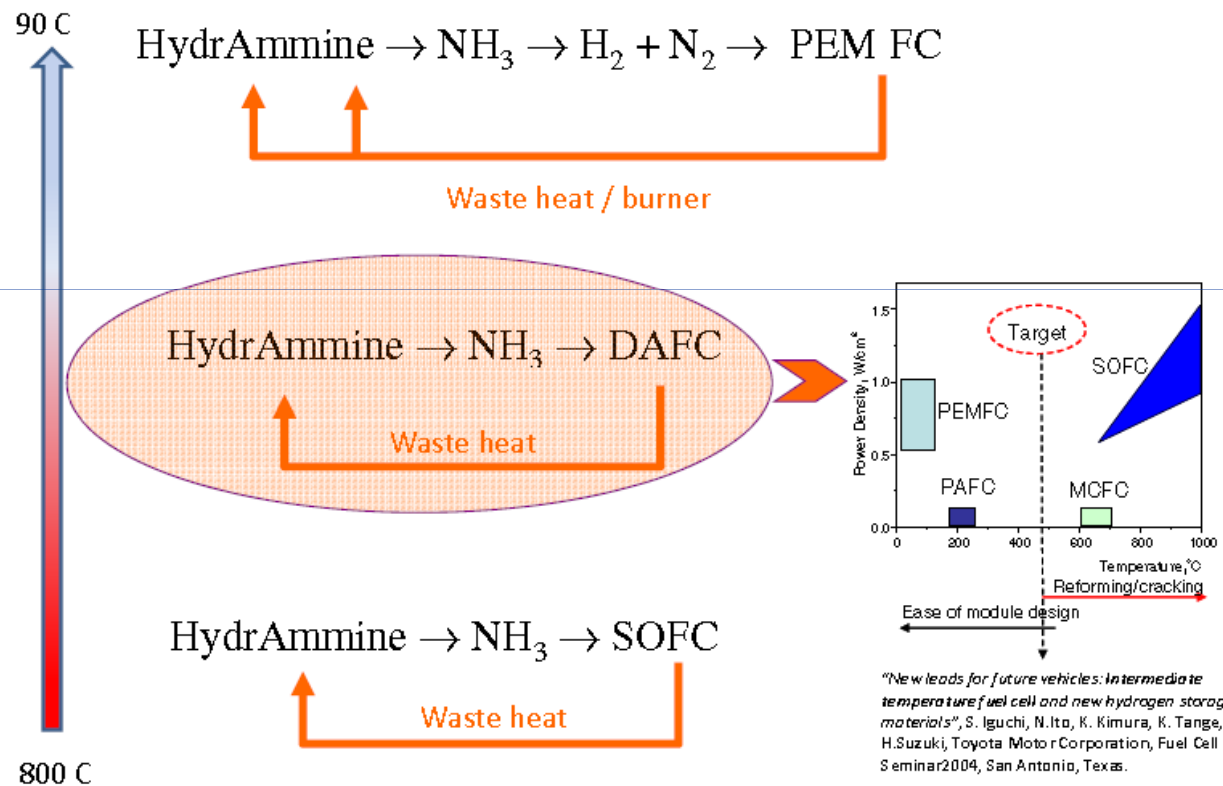 90 C
HydrAmmine → NH₃ → H₂ + N₂ → PEM FC
Waste heat / burner
HydrAmmine → NH₃ → DAFC
Waste heat
HydrAmmine → NH₃ → SOFC
Waste heat
800 C
Power Density, W/cm²
1.5
1.0
0.5
0.0
Target
SOFC
PEMFC
PAFC
MCFC
0 200 400 600 800 1000
Temperature,°C
Reforming/cracking
Ease of module design
"New leads for future vehicles: Intermediate
temperature fuel cell and new hydrogen storag
materials", S. Iguchi, N.Ito, K. Kimura, K. Tange,
H.Suzuki, Toyota Motor Corporation, Fuel Cell
Seminar2004, San Antonio, Texas.